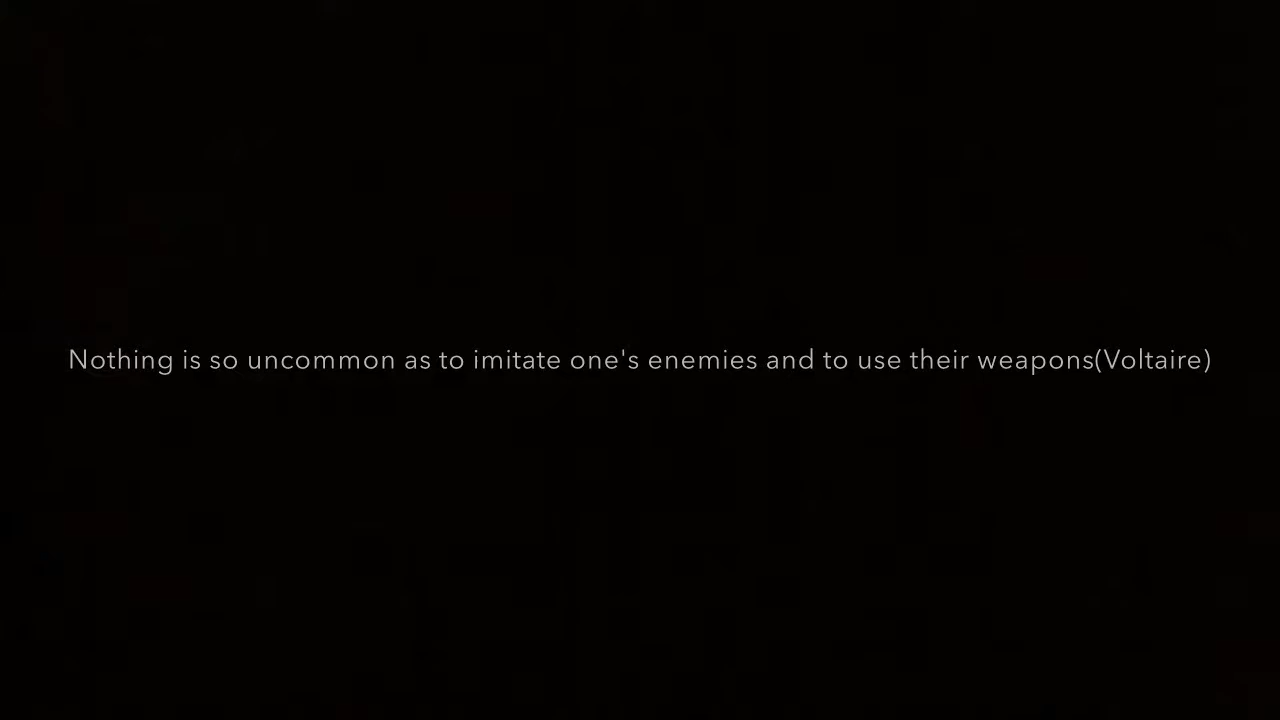 Nothing is so uncommon as to imitate one's enemies and to use their weapons(Voltaire)